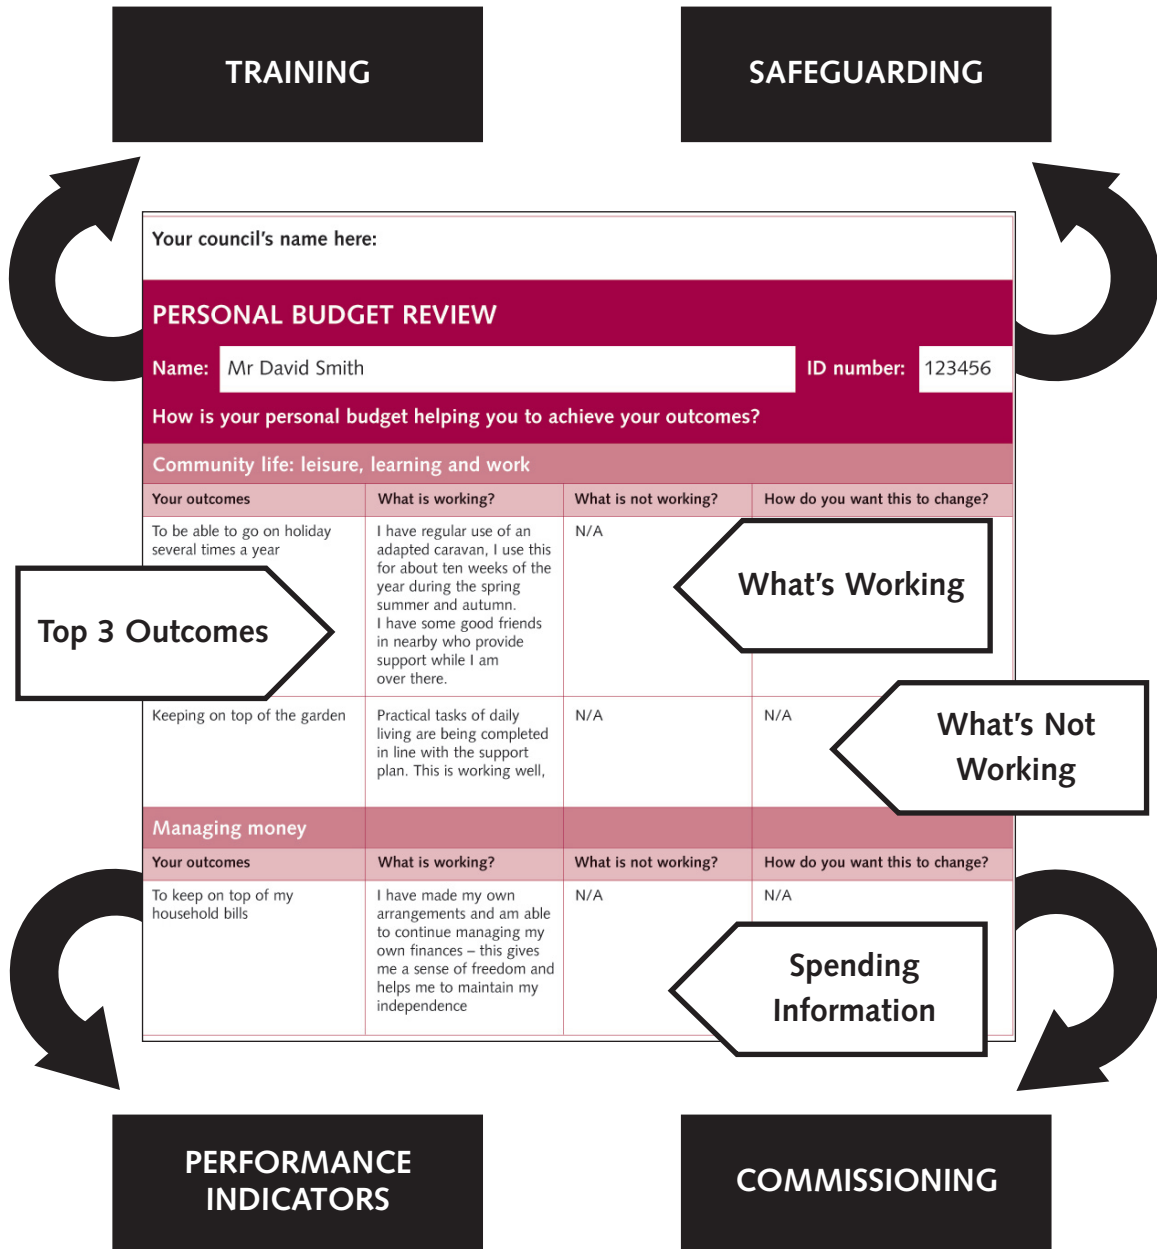 TRAINING
SAFEGUARDING
Your council's name here:
PERSONAL BUDGET REVIEW
Name:
Mr David Smith
ID number:
123456
How is your personal budget helping you to achieve your outcomes?
Community life: leisure, learning and work
Your outcomes
What is working?
What is not working?
How do you want this to change?
To be able to go on holiday
several times a year
I have regular use of an
adapted caravan, I use this
for about ten weeks of the
year during the spring
summer and autumn.
I have some good friends
in nearby who provide
support while I am
over there.
N/A
What's Working
Top 3 Outcomes
Keeping on top of the garden
Practical tasks of daily
living are being completed
in line with the support
plan. This is working well,
N/A
N/A
What's Not
Working
Managing money
Your outcomes
What is working?
What is not working?
How do you want this to change?
To keep on top of my
household bills
I have made my own
arrangements and am able
to continue managing my
own finances – this gives
me a sense of freedom and
helps me to maintain my
independence
N/A
N/A
Spending
Information
PERFORMANCE
INDICATORS
COMMISSIONING